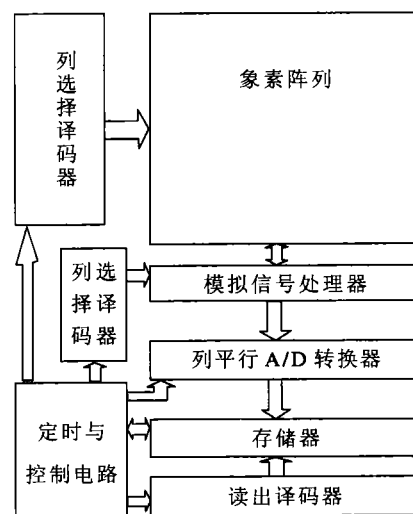 列选择译码器
象素阵列
列选择译码器
模拟信号处理器
列平行 A/D 转换器
定时与
控制电路
存储器
读出译码器